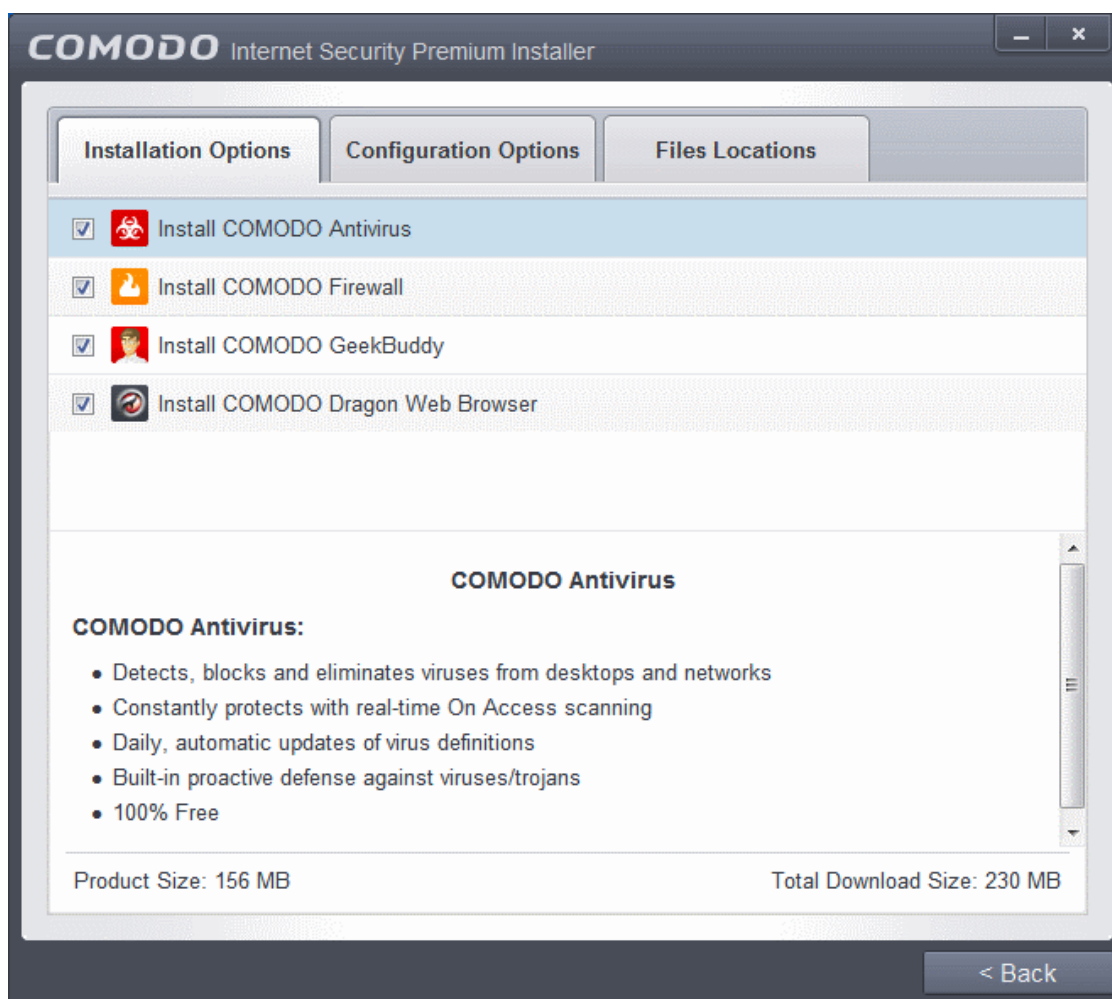 COMODO Internet Security Premium Installer
Installation Options
Configuration Options
Files Locations
Install COMODO Antivirus
Install COMODO Firewall
Install COMODO GeekBuddy
Install COMODO Dragon Web Browser
COMODO Antivirus
COMODO Antivirus:
• Detects, blocks and eliminates viruses from desktops and networks
• Constantly protects with real-time On Access scanning
• Daily, automatic updates of virus definitions
• Built-in proactive defense against viruses/trojans
• 100% Free
Product Size: 156 MB
Total Download Size: 230 MB
< Back